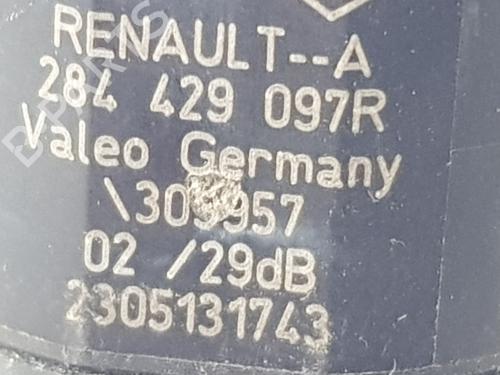 RENAULT--A
284 429 097R
Valeo Germany
02 /29dB
2305131743